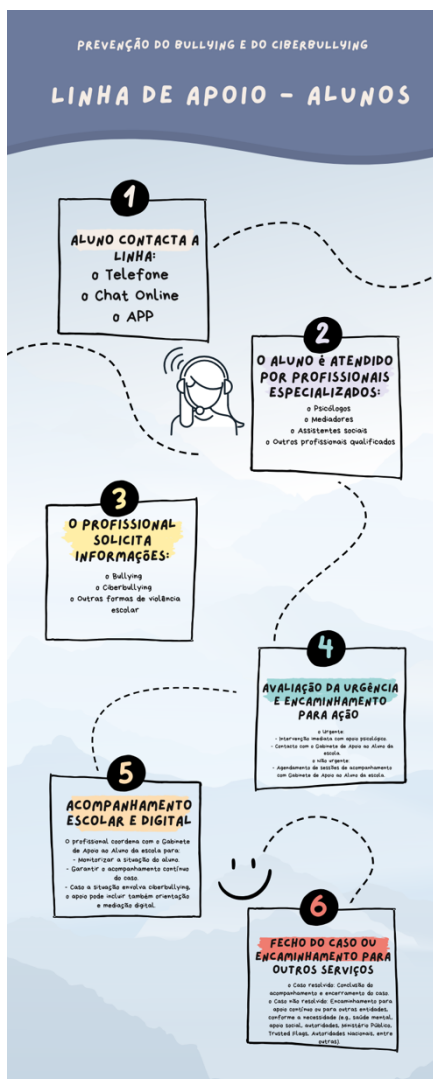 PREVENÇÃO DO BULLYING E DO CIBERBULLYING
LINHA DE APOIO - ALUNOS
1
ALUNO CONTACTA A
LINHA:
o Telefone
o Chat Online
o APP
2
O ALUNO É ATENDIDO
POR PROFISSIONAIS
ESPECIALIZADOS:
o Psicólogos
o Mediadores
o Assistentes sociais
o Outros profissionais qualificados
3
O PROFISSIONAL
SOLICITA
INFORMAÇÕES:
o Bullying
o Ciberbullying
o Outras formas de violência
escolar
4
AVALIAÇÃO DA URGÊNCIA
E ENCAMINHAMENTO
PARA AÇÃO
o Urgente:
- Intervenção imediata com apoio psicológico.
- Contacto com o Gabinete de Apoio ao Aluno da
escola.
o Não urgente:
- Agendamento de sessões de acompanhamento
com Gabinete de Apoio ao Aluno da escola.
5
ACOMPANHAMENTO
ESCOLAR E DIGITAL
O profissional coordena com o Gabinete
de Apoio ao Aluno da escola para:
- Monitorizar a situação do aluno.
- Garantir o acompanhamento contínuo
do caso.
- Caso a situação envolva ciberbullying,
o apoio pode incluir também orientação
e mediação digital.
6
FECHO DO CASO OU
ENCAMINHAMENTO PARA
OUTROS SERVIÇOS
o Caso resolvido: Conclusão do
acompanhamento e encerramento do caso.
o Caso não resolvido: Encaminhamento para
apoio contínuo ou para outras entidades,
conforme a necessidade (e.g., saúde mental,
apoio social, autoridades, Ministério Público,
Trusted Flags, Autoridades Nacionais, entre
outras).